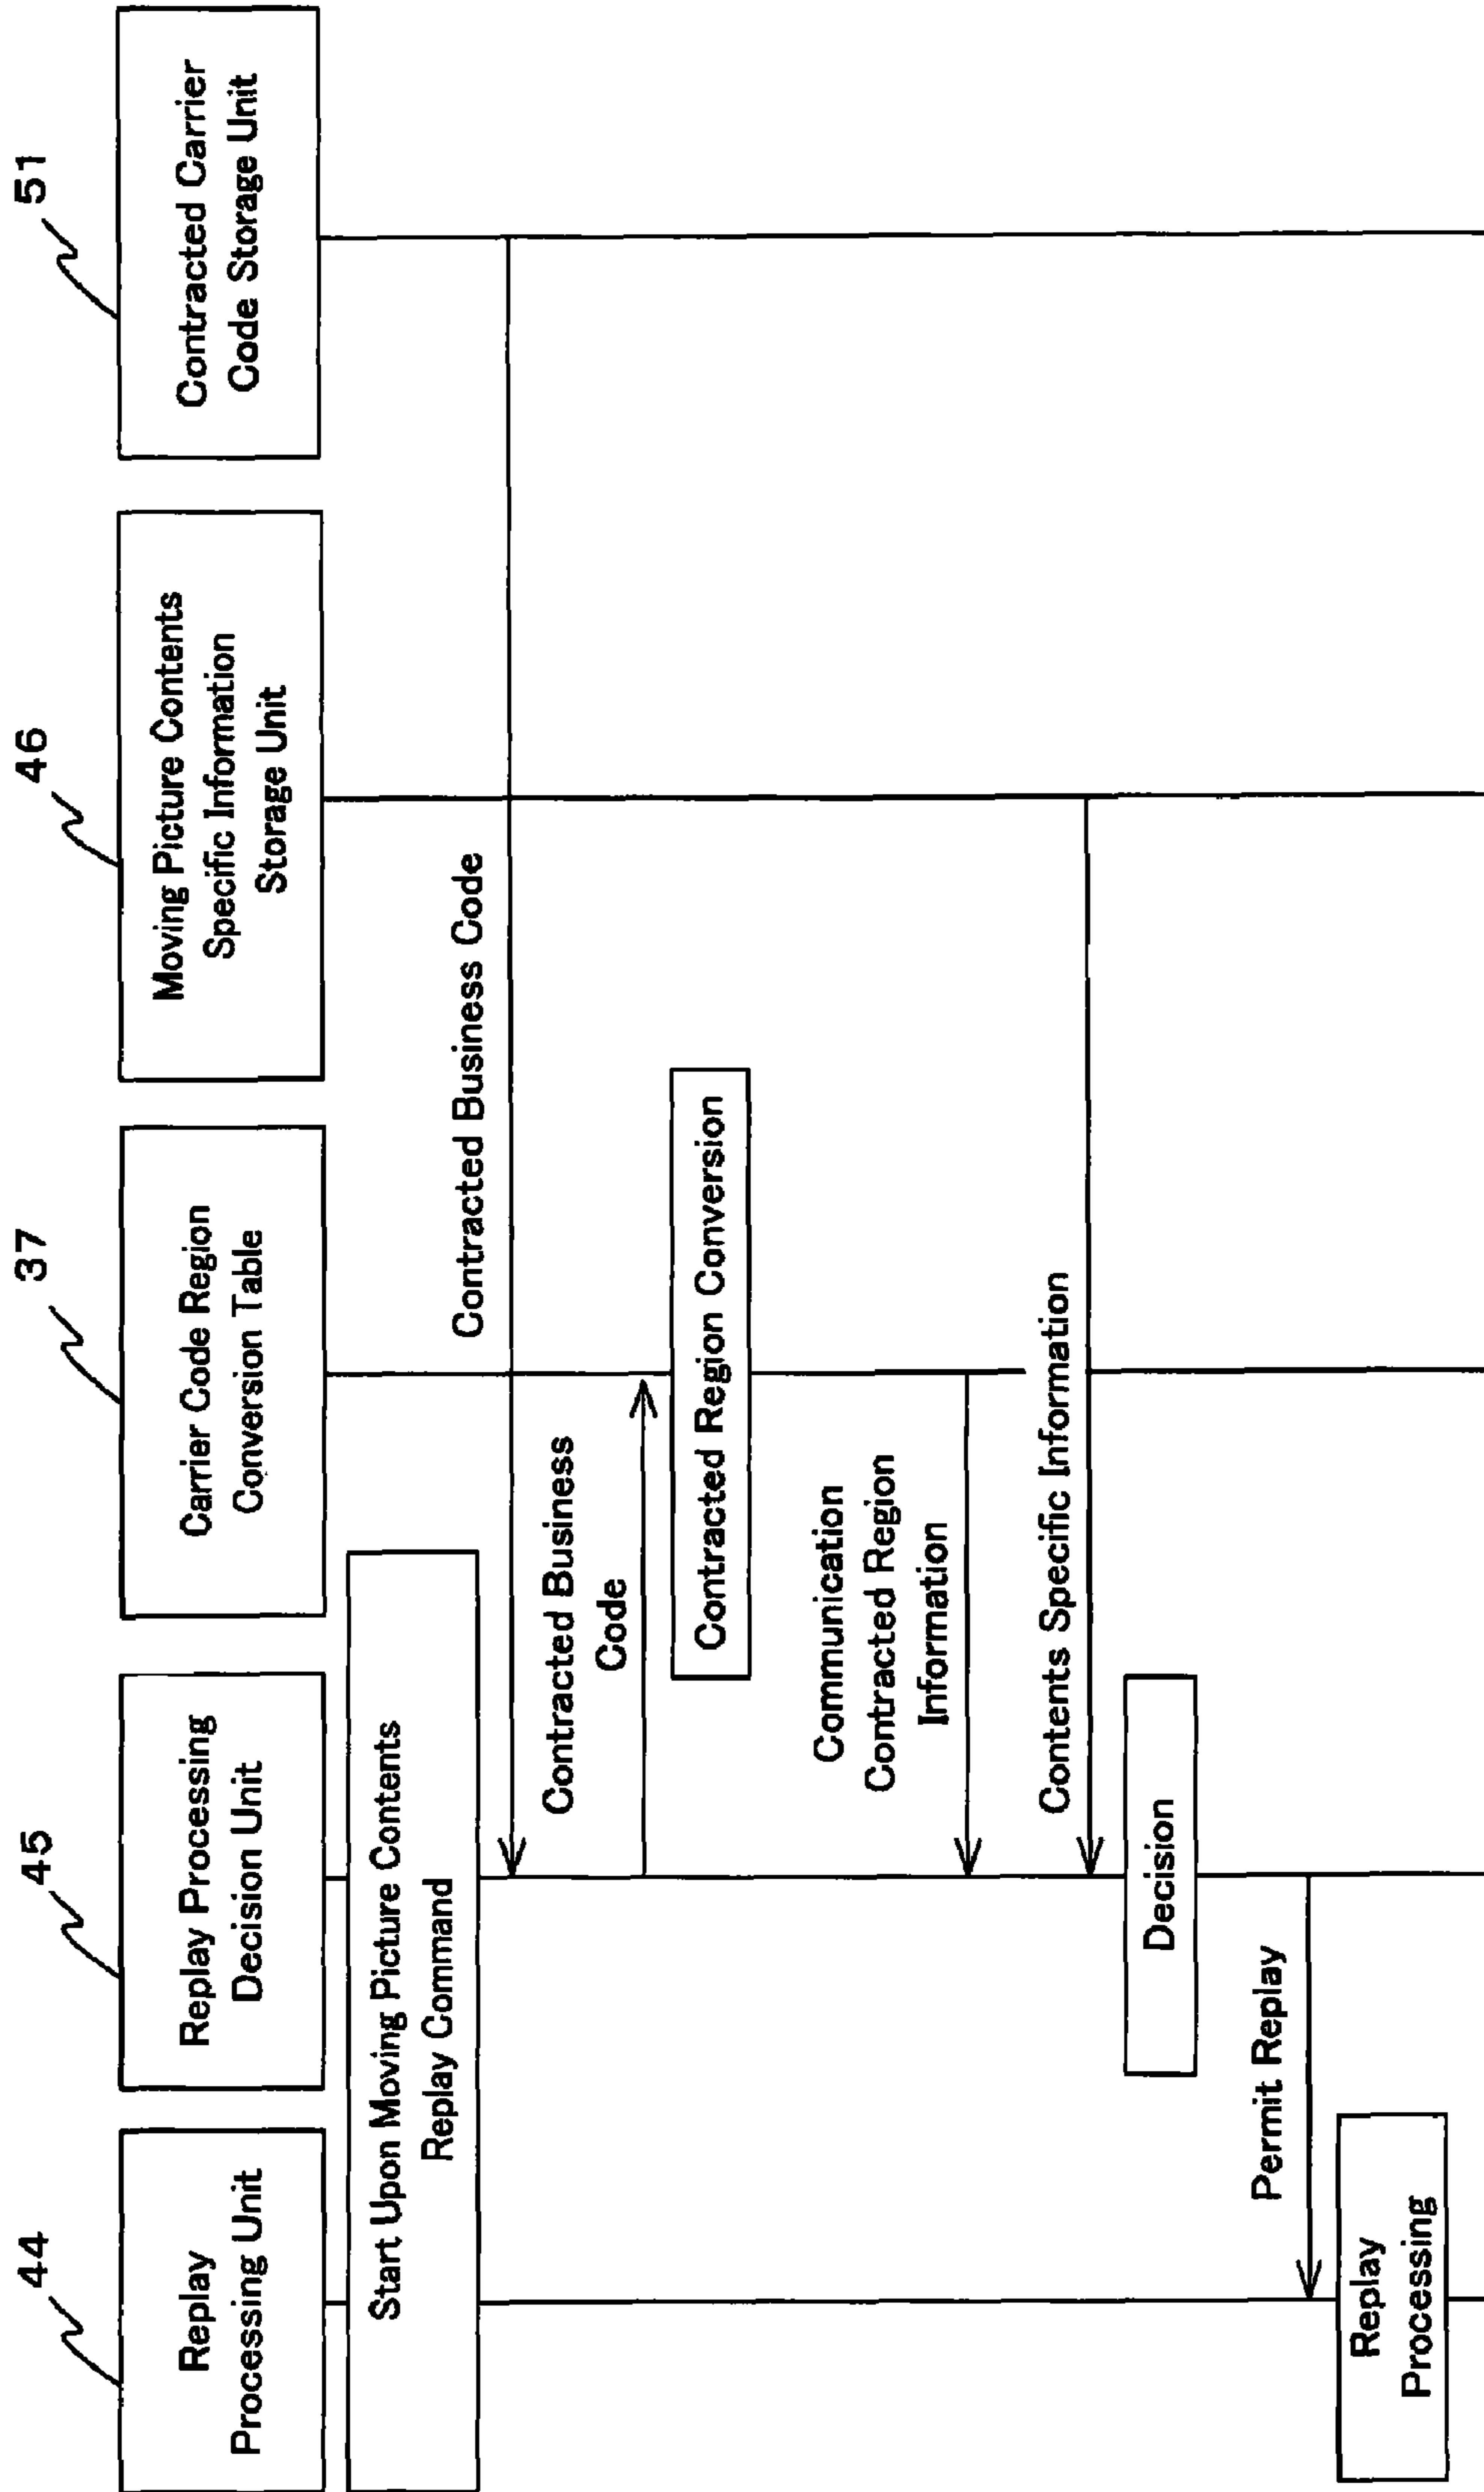 44
45
37
46
51
Replay
Processing Unit
Replay Processing
Decision Unit
Carrier Code Region
Conversion Table
Moving Picture Contents
Specific Information
Storage Unit
Contracted Carrier
Code Storage Unit
Start Upon Moving Picture Contents
Replay Command
Contracted Business Code
Contracted Business
Code
Contracted Region Conversion
Communication
Contracted Region
Information
Contents Specific Information
Decision
Permit Replay
Replay
Processing